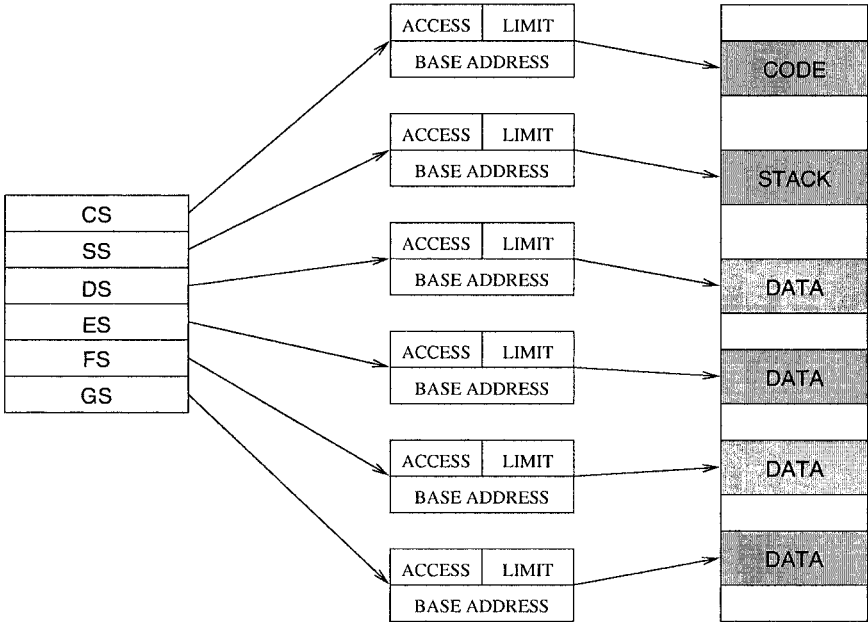 ACCESS LIMIT
BASE ADDRESS
CODE
ACCESS LIMIT
BASE ADDRESS
STACK
CS
SS
DS
ES
FS
GS
ACCESS LIMIT
BASE ADDRESS
DATA
ACCESS LIMIT
BASE ADDRESS
DATA
ACCESS LIMIT
BASE ADDRESS
DATA
ACCESS LIMIT
BASE ADDRESS
DATA